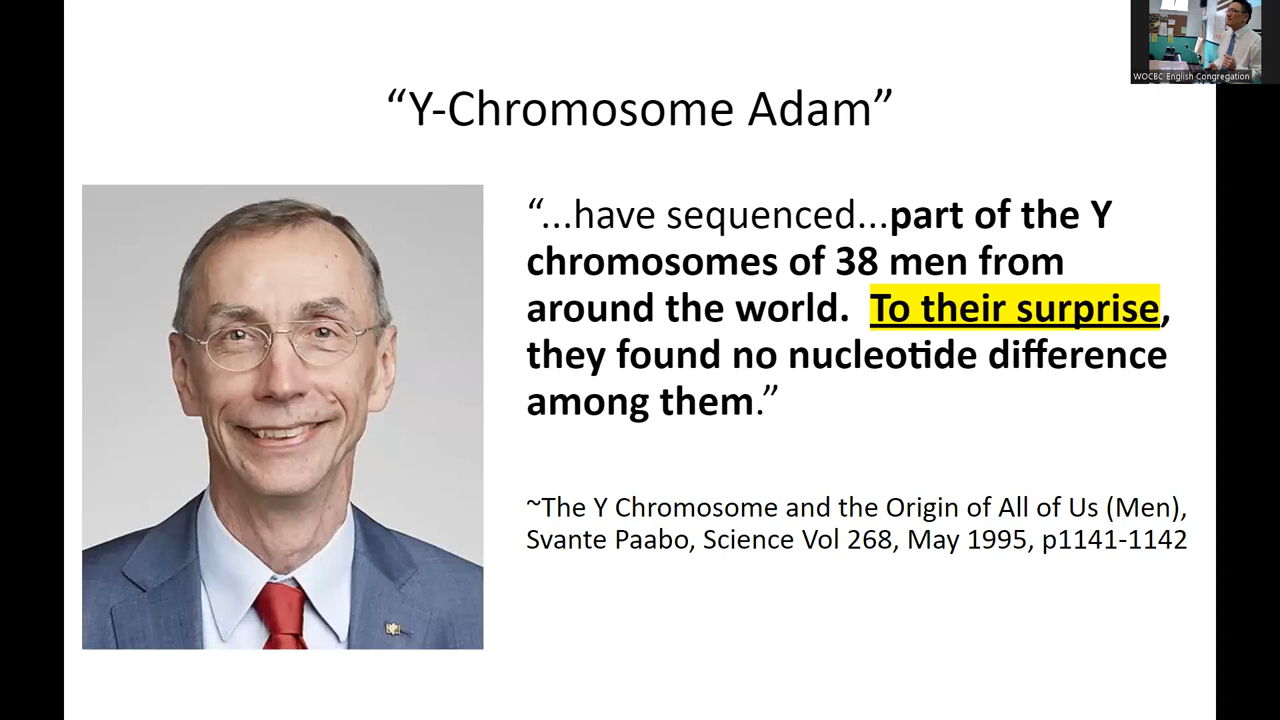 WOCBC English Congregation
“Y-Chromosome Adam”
“...have sequenced...part of the Y
chromosomes of 38 men from
around the world.  To their surprise,
they found no nucleotide difference
among them.”
~The Y Chromosome and the Origin of All of Us (Men),
Svante Paabo, Science Vol 268, May 1995, p1141-1142